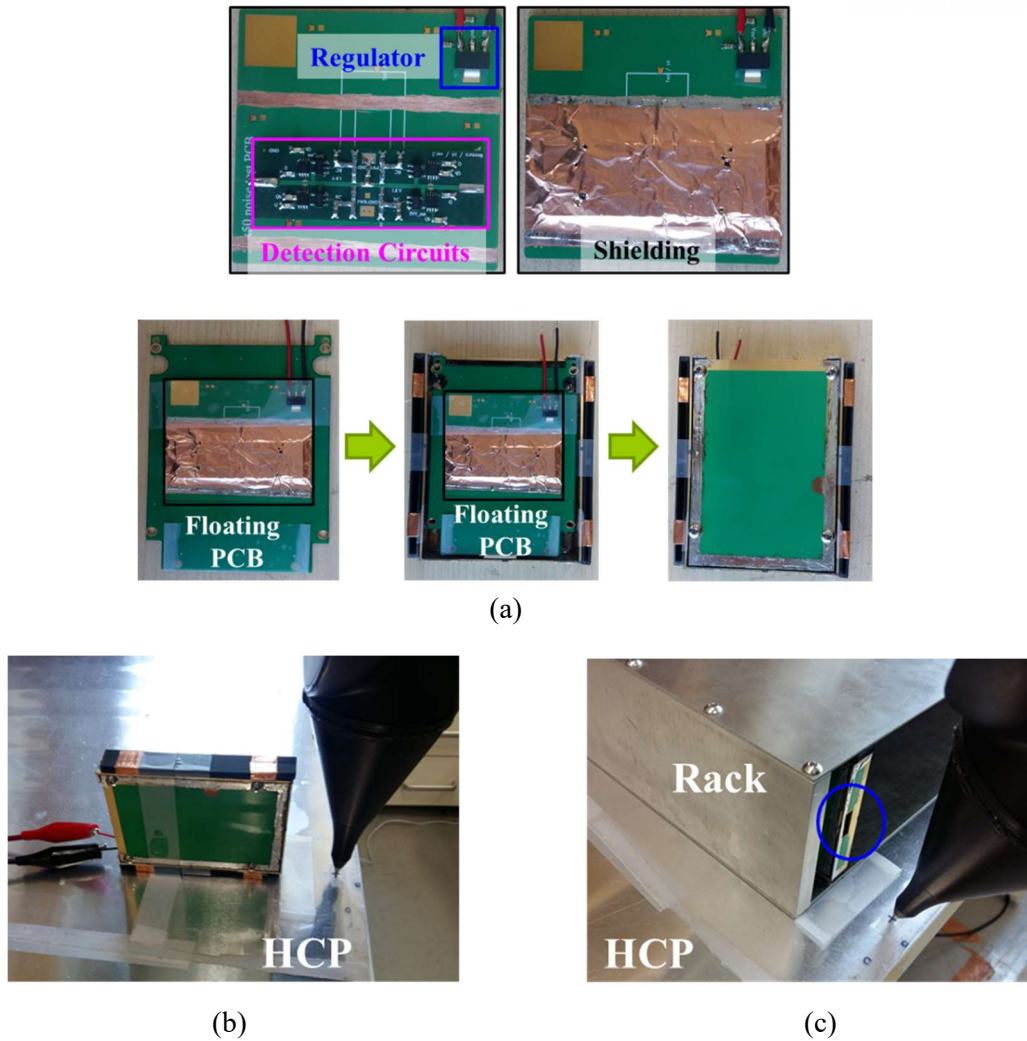 Regulator
Detection Circuits
Shielding
Floating
PCB
Floating
PCB
(a)
HCP
Rack
HCP
(b)
(c)